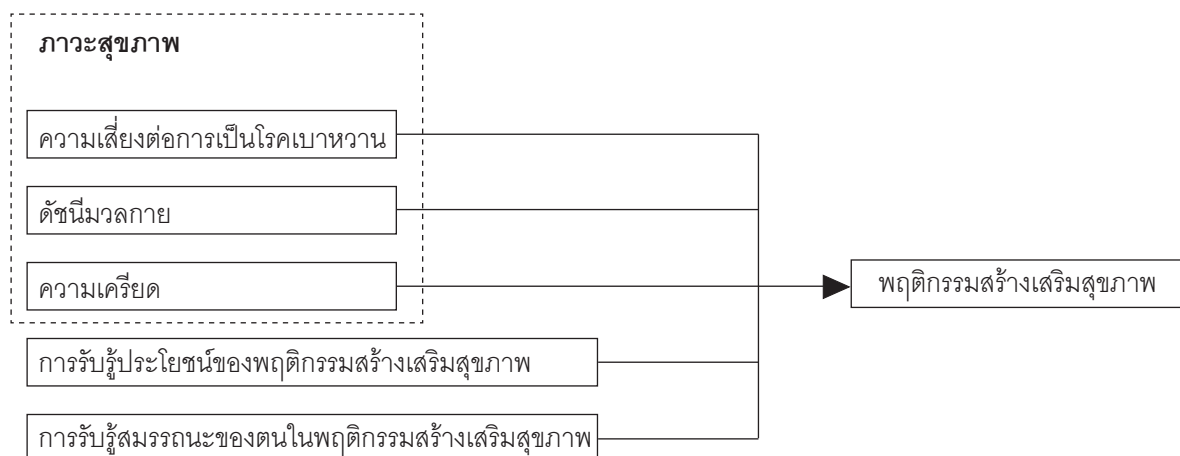 ภาวะสุขภาพ
ความเสี่ยงต่อการเป็นโรคเบาหวาน
ดัชนีมวลกาย
ความเครียด
พฤติกรรมสร้างเสริมสุขภาพ
การรับรู้ประโยชน์ของพฤติกรรมสร้างเสริมสุขภาพ
การรับรู้สมรรถนะของตนในพฤติกรรมสร้างเสริมสุขภาพ